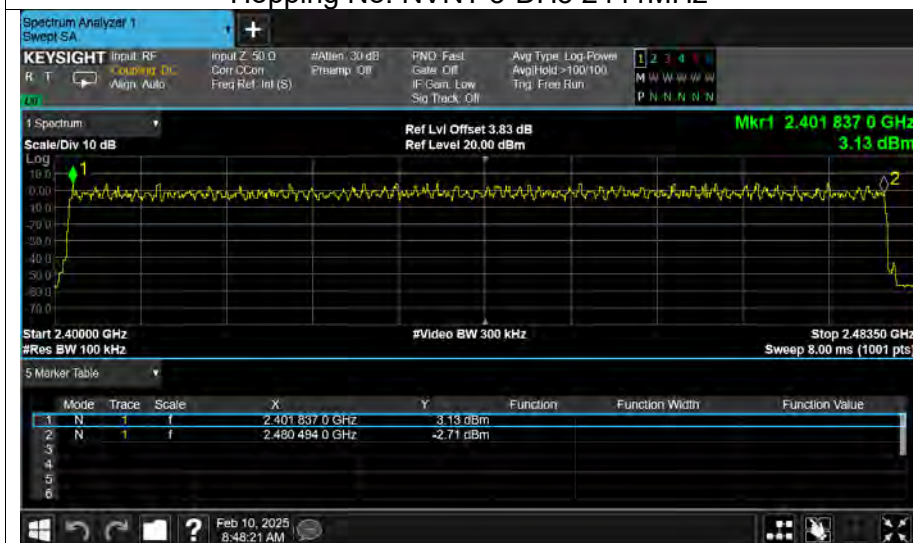 Hopping No. NVNT 3-DH5 2441MHz
Spectrum Analyzer 1
Swept SA
+
KEYSIGHT Input: RF Input Z: 50 Ω #Atten: 30 dB PNO: Fast Avg Type: Log-Power 1 2 3 4 5 6
R T Coupling: DC Corr CCorr Preamp: Off Gate: Off Avg|Hold >100/100 M W W W W W
Align: Auto Freq Ref: Int (S) IF Gain: Low Trig: Free Run P N N N N N
Sig Track: Off
1 Spectrum Ref Lvl Offset 3.83 dB Mkr1 2.401 837 0 GHz
Scale/Div 10 dB Ref Level 20.00 dBm 3.13 dBm
Log
10.0
1
2
0.00
-10.0
-20.0
-30.0
-40.0
-50.0
-60.0
-70.0
Start 2.40000 GHz #Video BW 300 kHz Stop 2.48350 GHz
#Res BW 100 kHz Sweep 8.00 ms (1001 pts)
5 Marker Table
Mode Trace Scale X Y Function Function Width Function Value
1 N 1 f 2.401 837 0 GHz 3.13 dBm
2 N 1 f 2.480 494 0 GHz -2.71 dBm
3
4
5
6
? Feb 10, 2025
8:48:21 AM